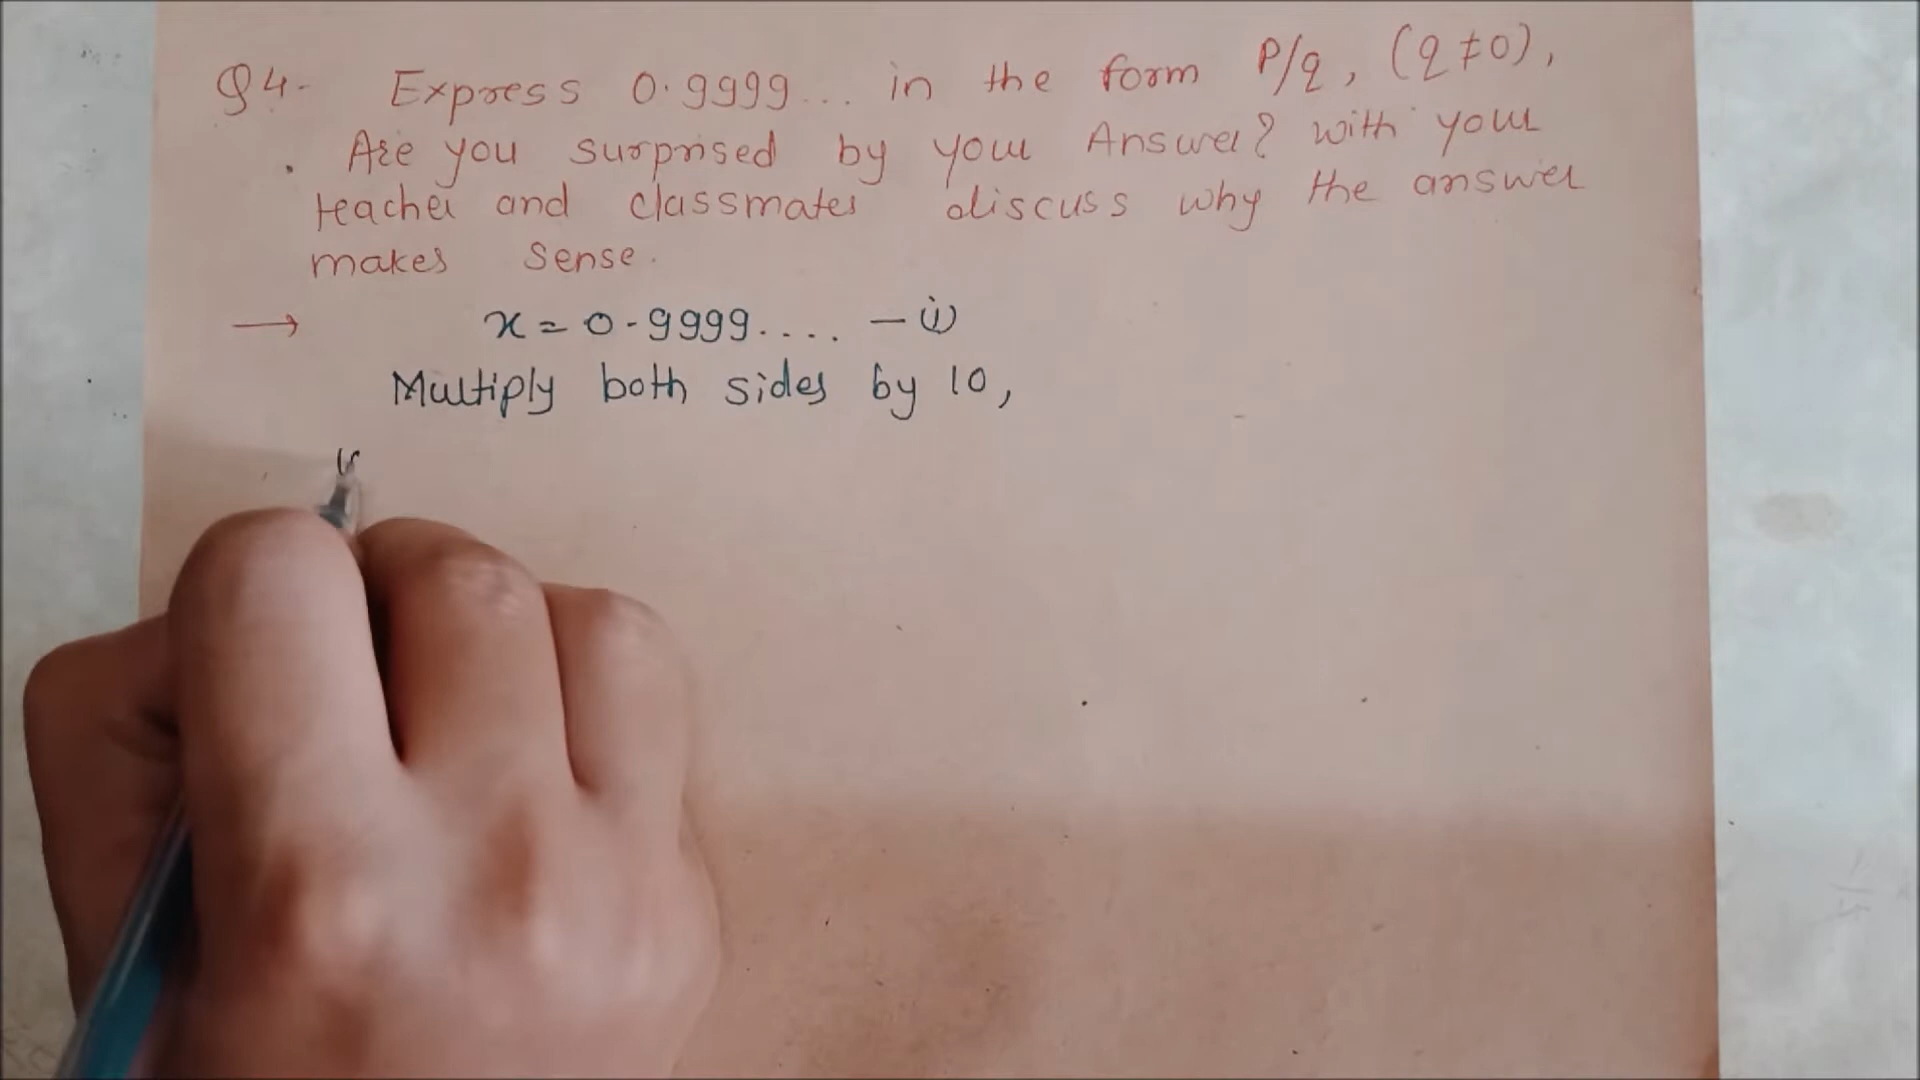 Q4- Express 0.9999... in the form P/q, (q ≠ 0),
Are you surprised by your Answer? with your
teacher and classmates discuss why the answer
makes sense.
→ x = 0.9999.... - (i)
Multiply both sides by 10,